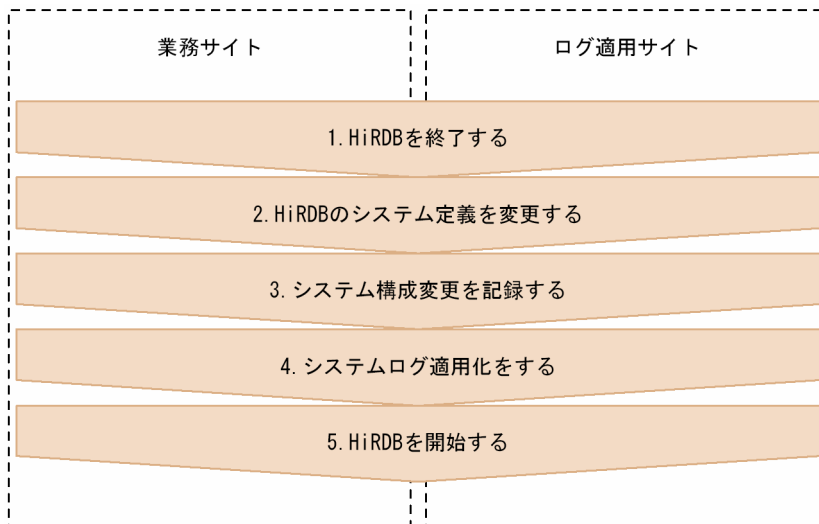 業務サイト
ログ適用サイト
1.HiRDBを終了する
2.HiRDBのシステム定義を変更する
3.システム構成変更を記録する
4.システムログ適用化をする
5.HiRDBを開始する